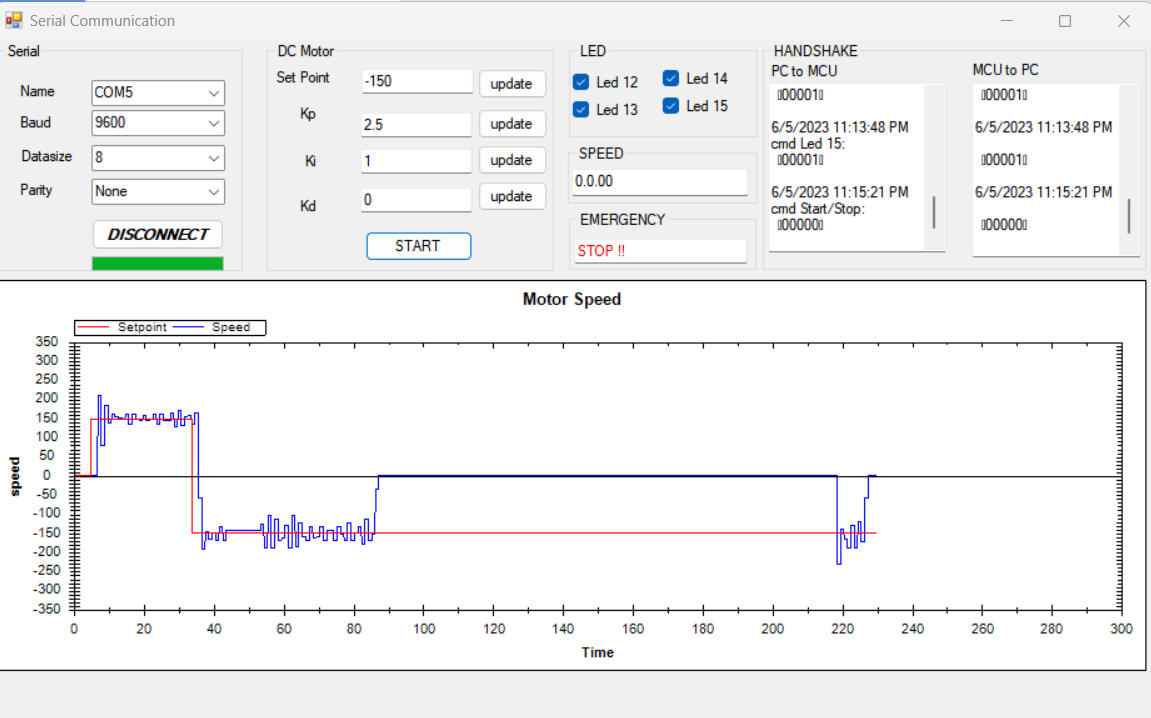 Serial Communication
Serial
Name
COM5
Baud
9600
Datasize
8
Parity
None
DISCONNECT
DC Motor
Set Point
-150
update
Kp
2.5
update
Ki
1
update
Kd
0
update
START
LED
Led 12
Led 14
Led 13
Led 15
SPEED
0.0.00
EMERGENCY
STOP !!
HANDSHAKE
PC to MCU
▯00001▯
6/5/2023 11:13:48 PM
cmd Led 15:
▯00001▯
6/5/2023 11:15:21 PM
cmd Start/Stop:
▯00000▯
MCU to PC
▯00001▯
6/5/2023 11:13:48 PM
▯00001▯
6/5/2023 11:15:21 PM
▯00000▯
Motor Speed
Setpoint
Speed
speed
350
300
250
200
150
100
50
0
-50
-100
-150
-200
-250
-300
-350
0 20 40 60 80 100 120 140 160 180 200 220 240 260 280 300
Time